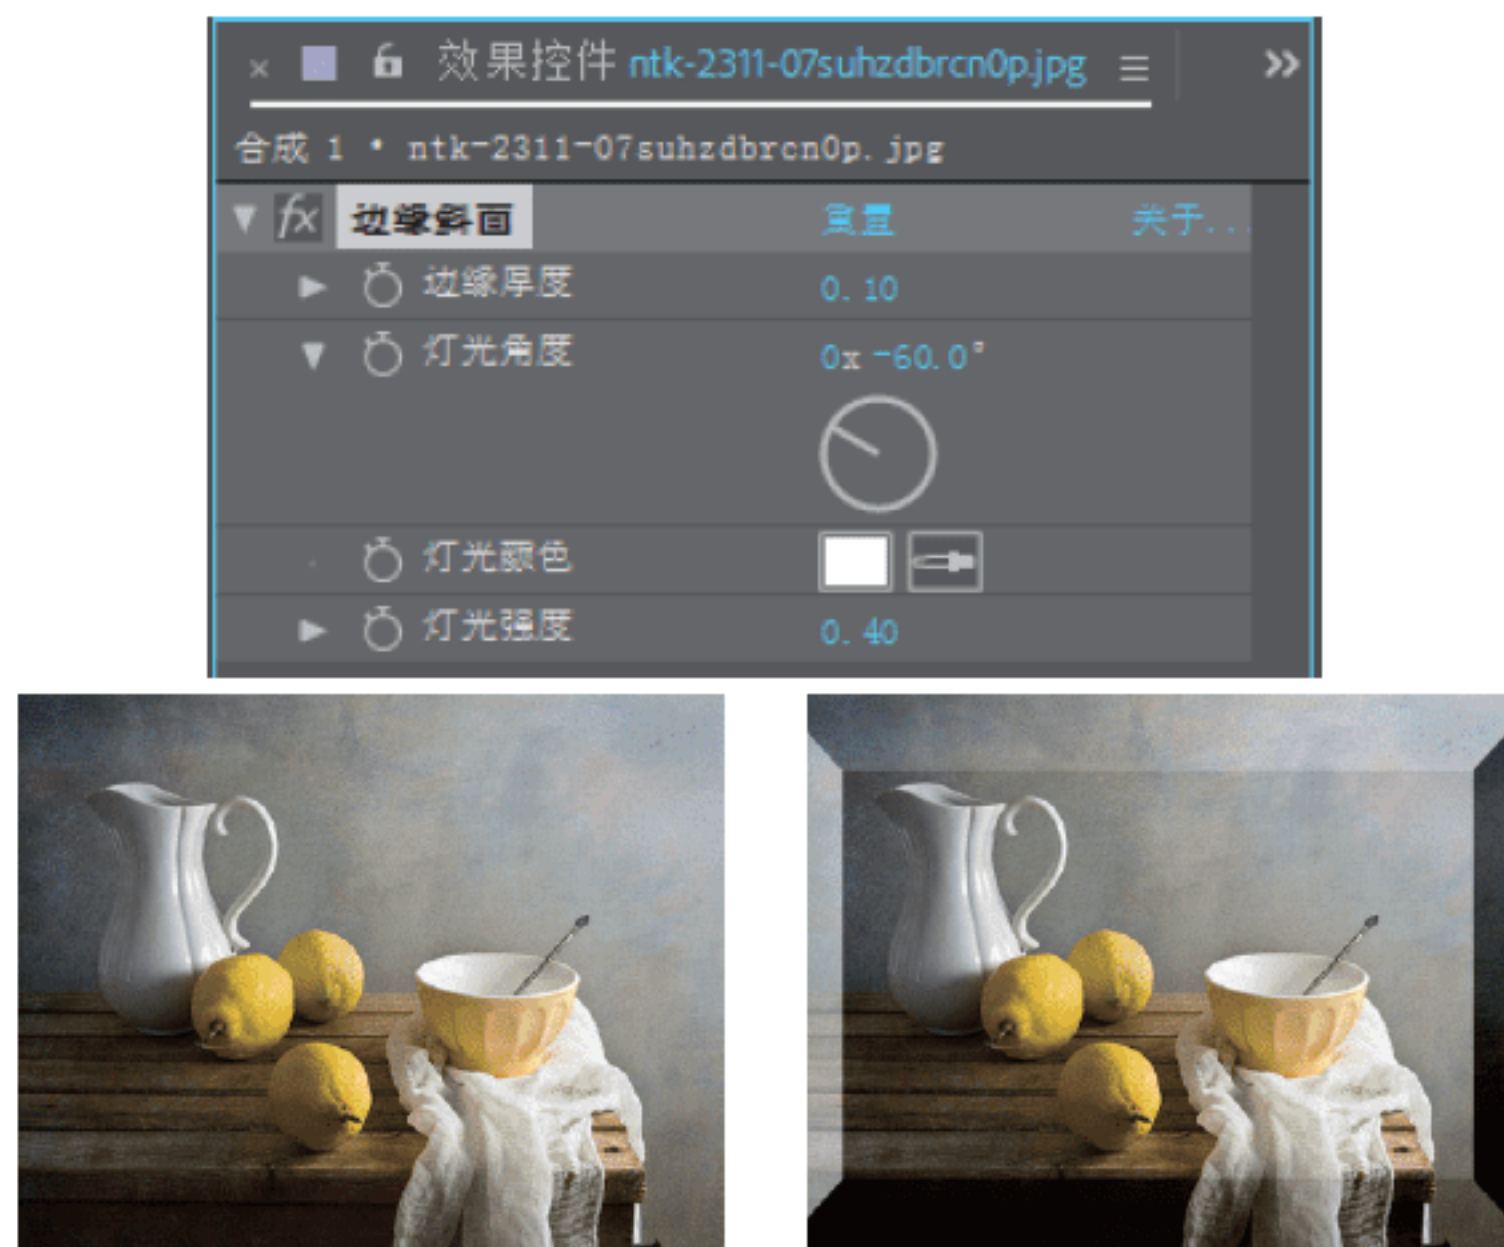 × 效果控件 ntk-2311-07suhzdbrcn0p.jpg ☰ »
合成 1 • ntk-2311-07suhzdbrcn0p.jpg
fx 边缘斜面 重置 关于...
边缘厚度 0.10
灯光角度 0x -60.0°
灯光颜色
灯光强度 0.40